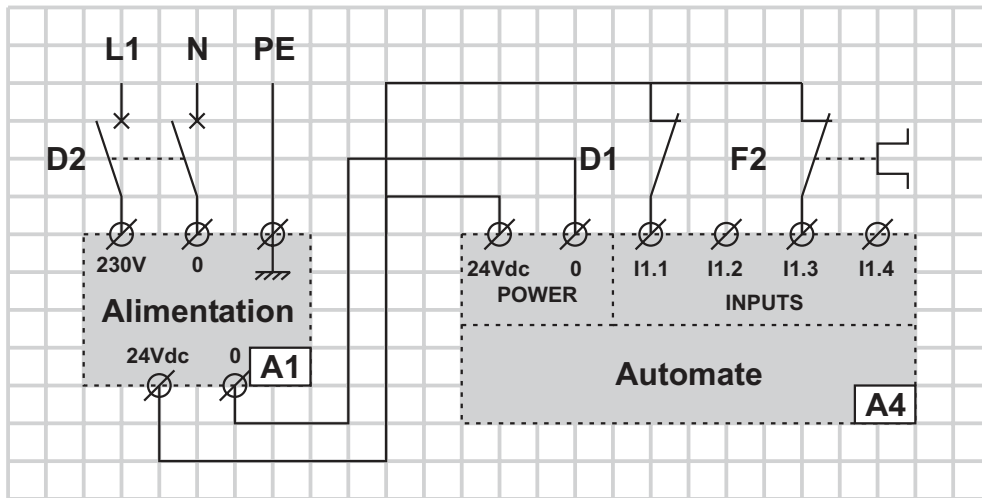 L1 N PE
D2 D1 F2
230V 0
24Vdc 0 I1.1 I1.2 I1.3 I1.4
POWER INPUTS
Alimentation
24Vdc 0 A1
Automate
A4